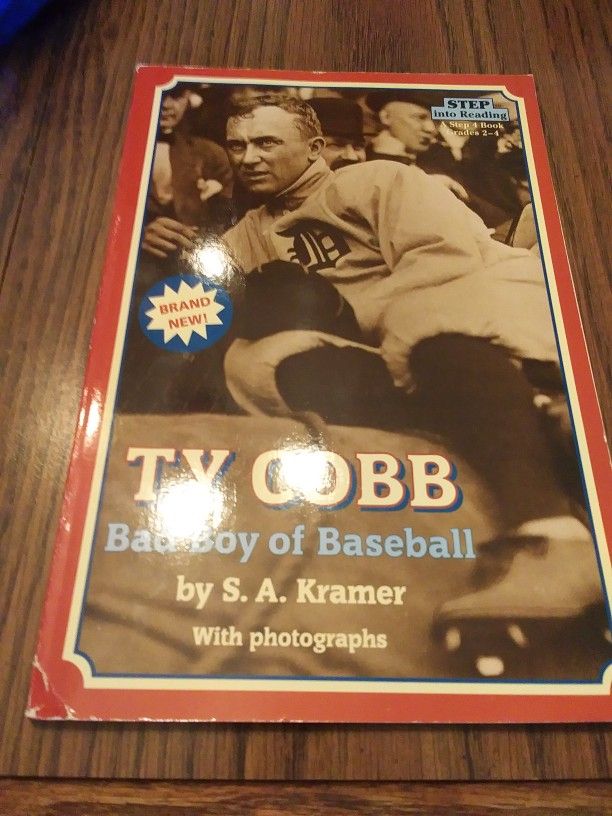 STEP
into Reading
A Step 4 Book
Grades 2–4
BRAND
NEW!
D
TY COBB
Bad Boy of Baseball
by S. A. Kramer
With photographs